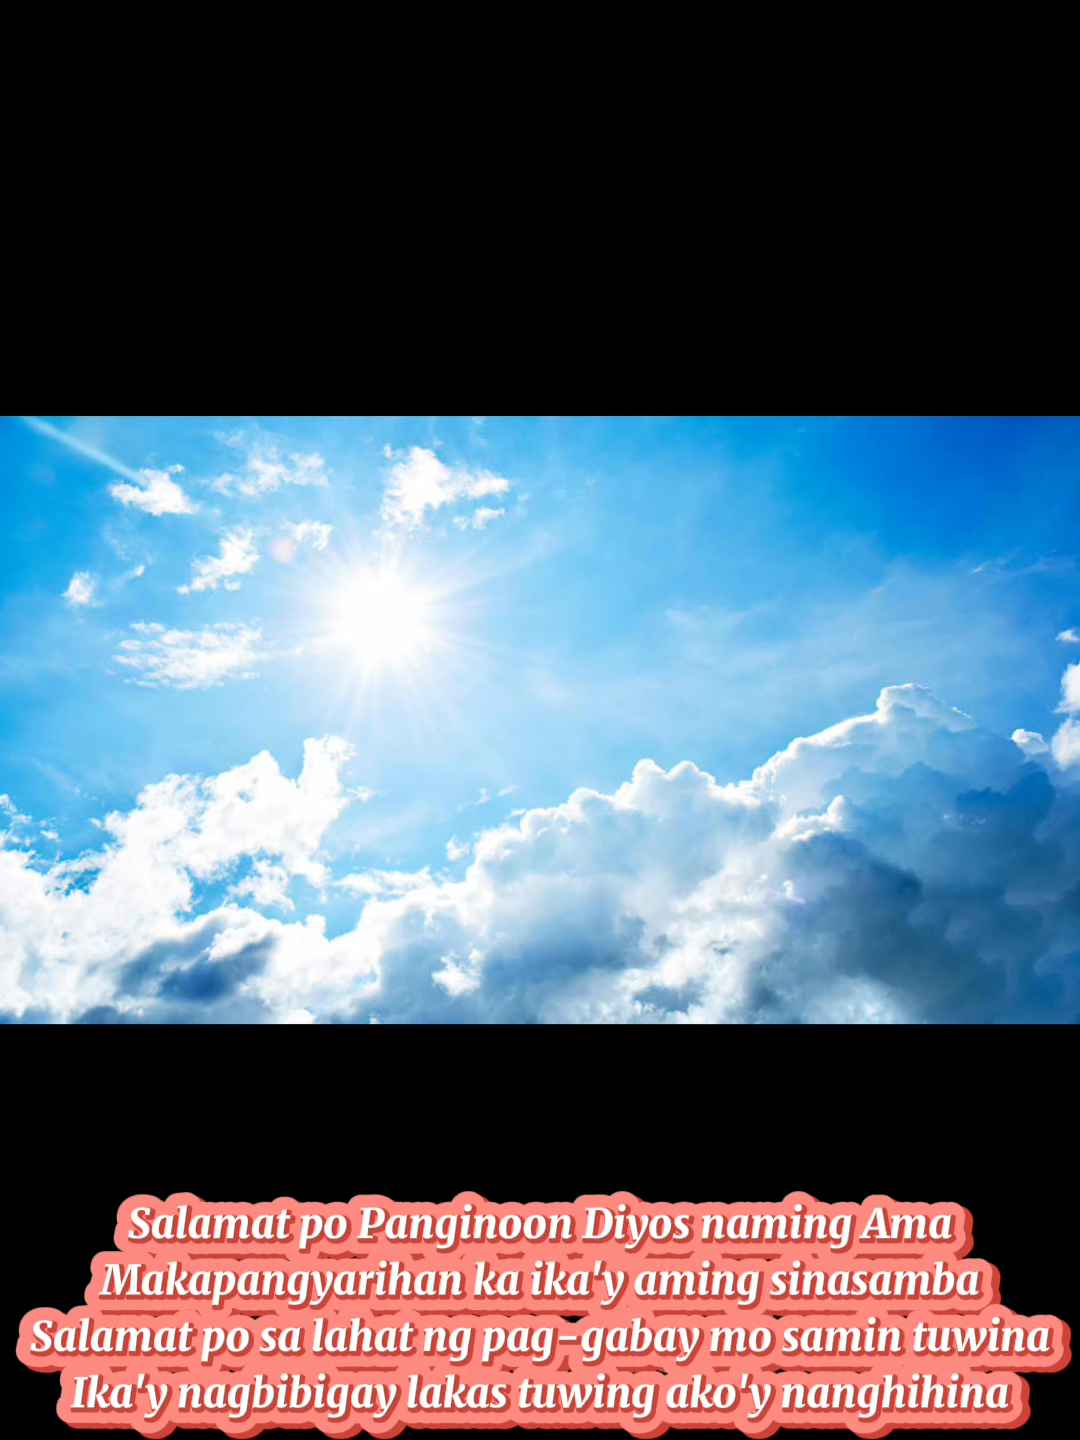 Salamat po Panginoon Diyos naming Ama
Makapangyarihan ka ika'y aming sinasamba
Salamat po sa lahat ng pag-gabay mo samin tuwina
Ika'y nagbibigay lakas tuwing ako'y nanghihina